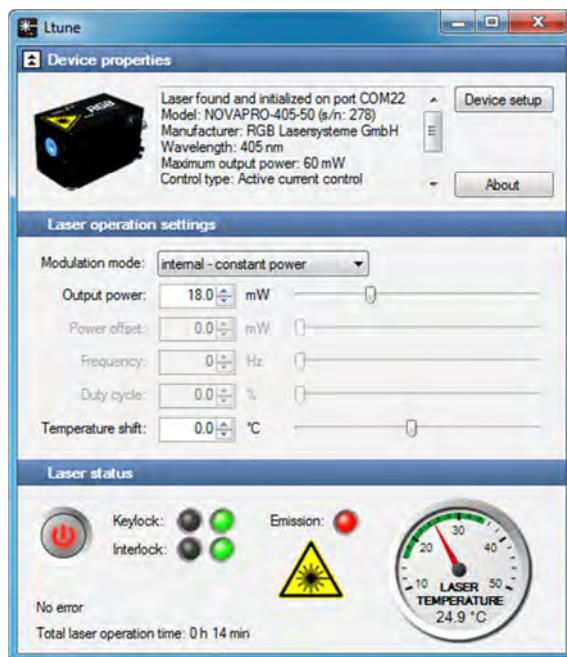 Ltune
Device properties
RGB
Laser found and initialized on port COM22
Model: NOVAPRO-405-50 (s/n: 278)
Manufacturer: RGB Lasersysteme GmbH
Wavelength: 405 nm
Maximum output power: 60 mW
Control type: Active current control
Device setup
About
Laser operation settings
Modulation mode: internal - constant power
Output power: 18.0 mW
Power offset: 0.0 mW
Frequency: 0 Hz
Duty cycle: 0.0 %
Temperature shift: 0.0 °C
Laser status
Keylock:
Interlock:
Emission:
No error
Total laser operation time: 0 h 14 min
10 20 30 40 50
LASER
TEMPERATURE
24.9 °C